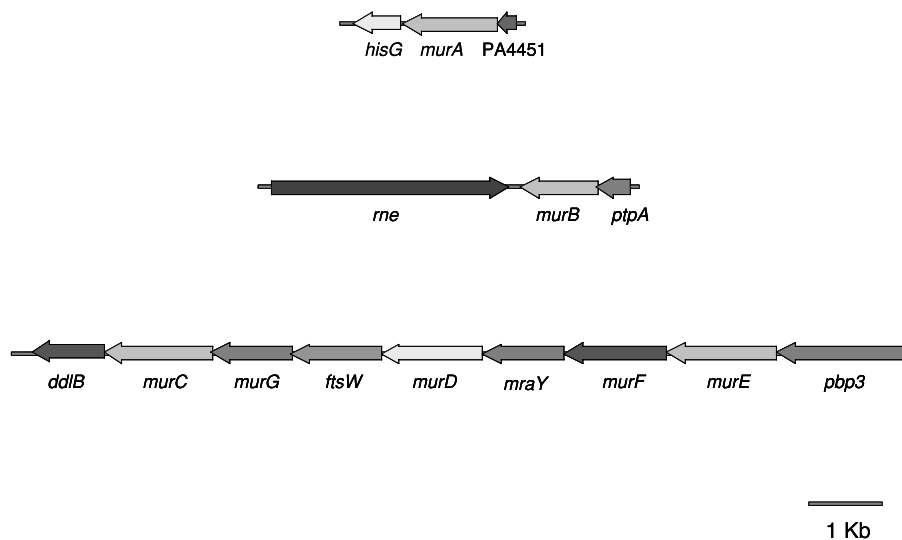 hisG murA PA4451
rne murB ptpA
ddlB murC murG ftsW murD mraY murF murE pbp3
1 Kb